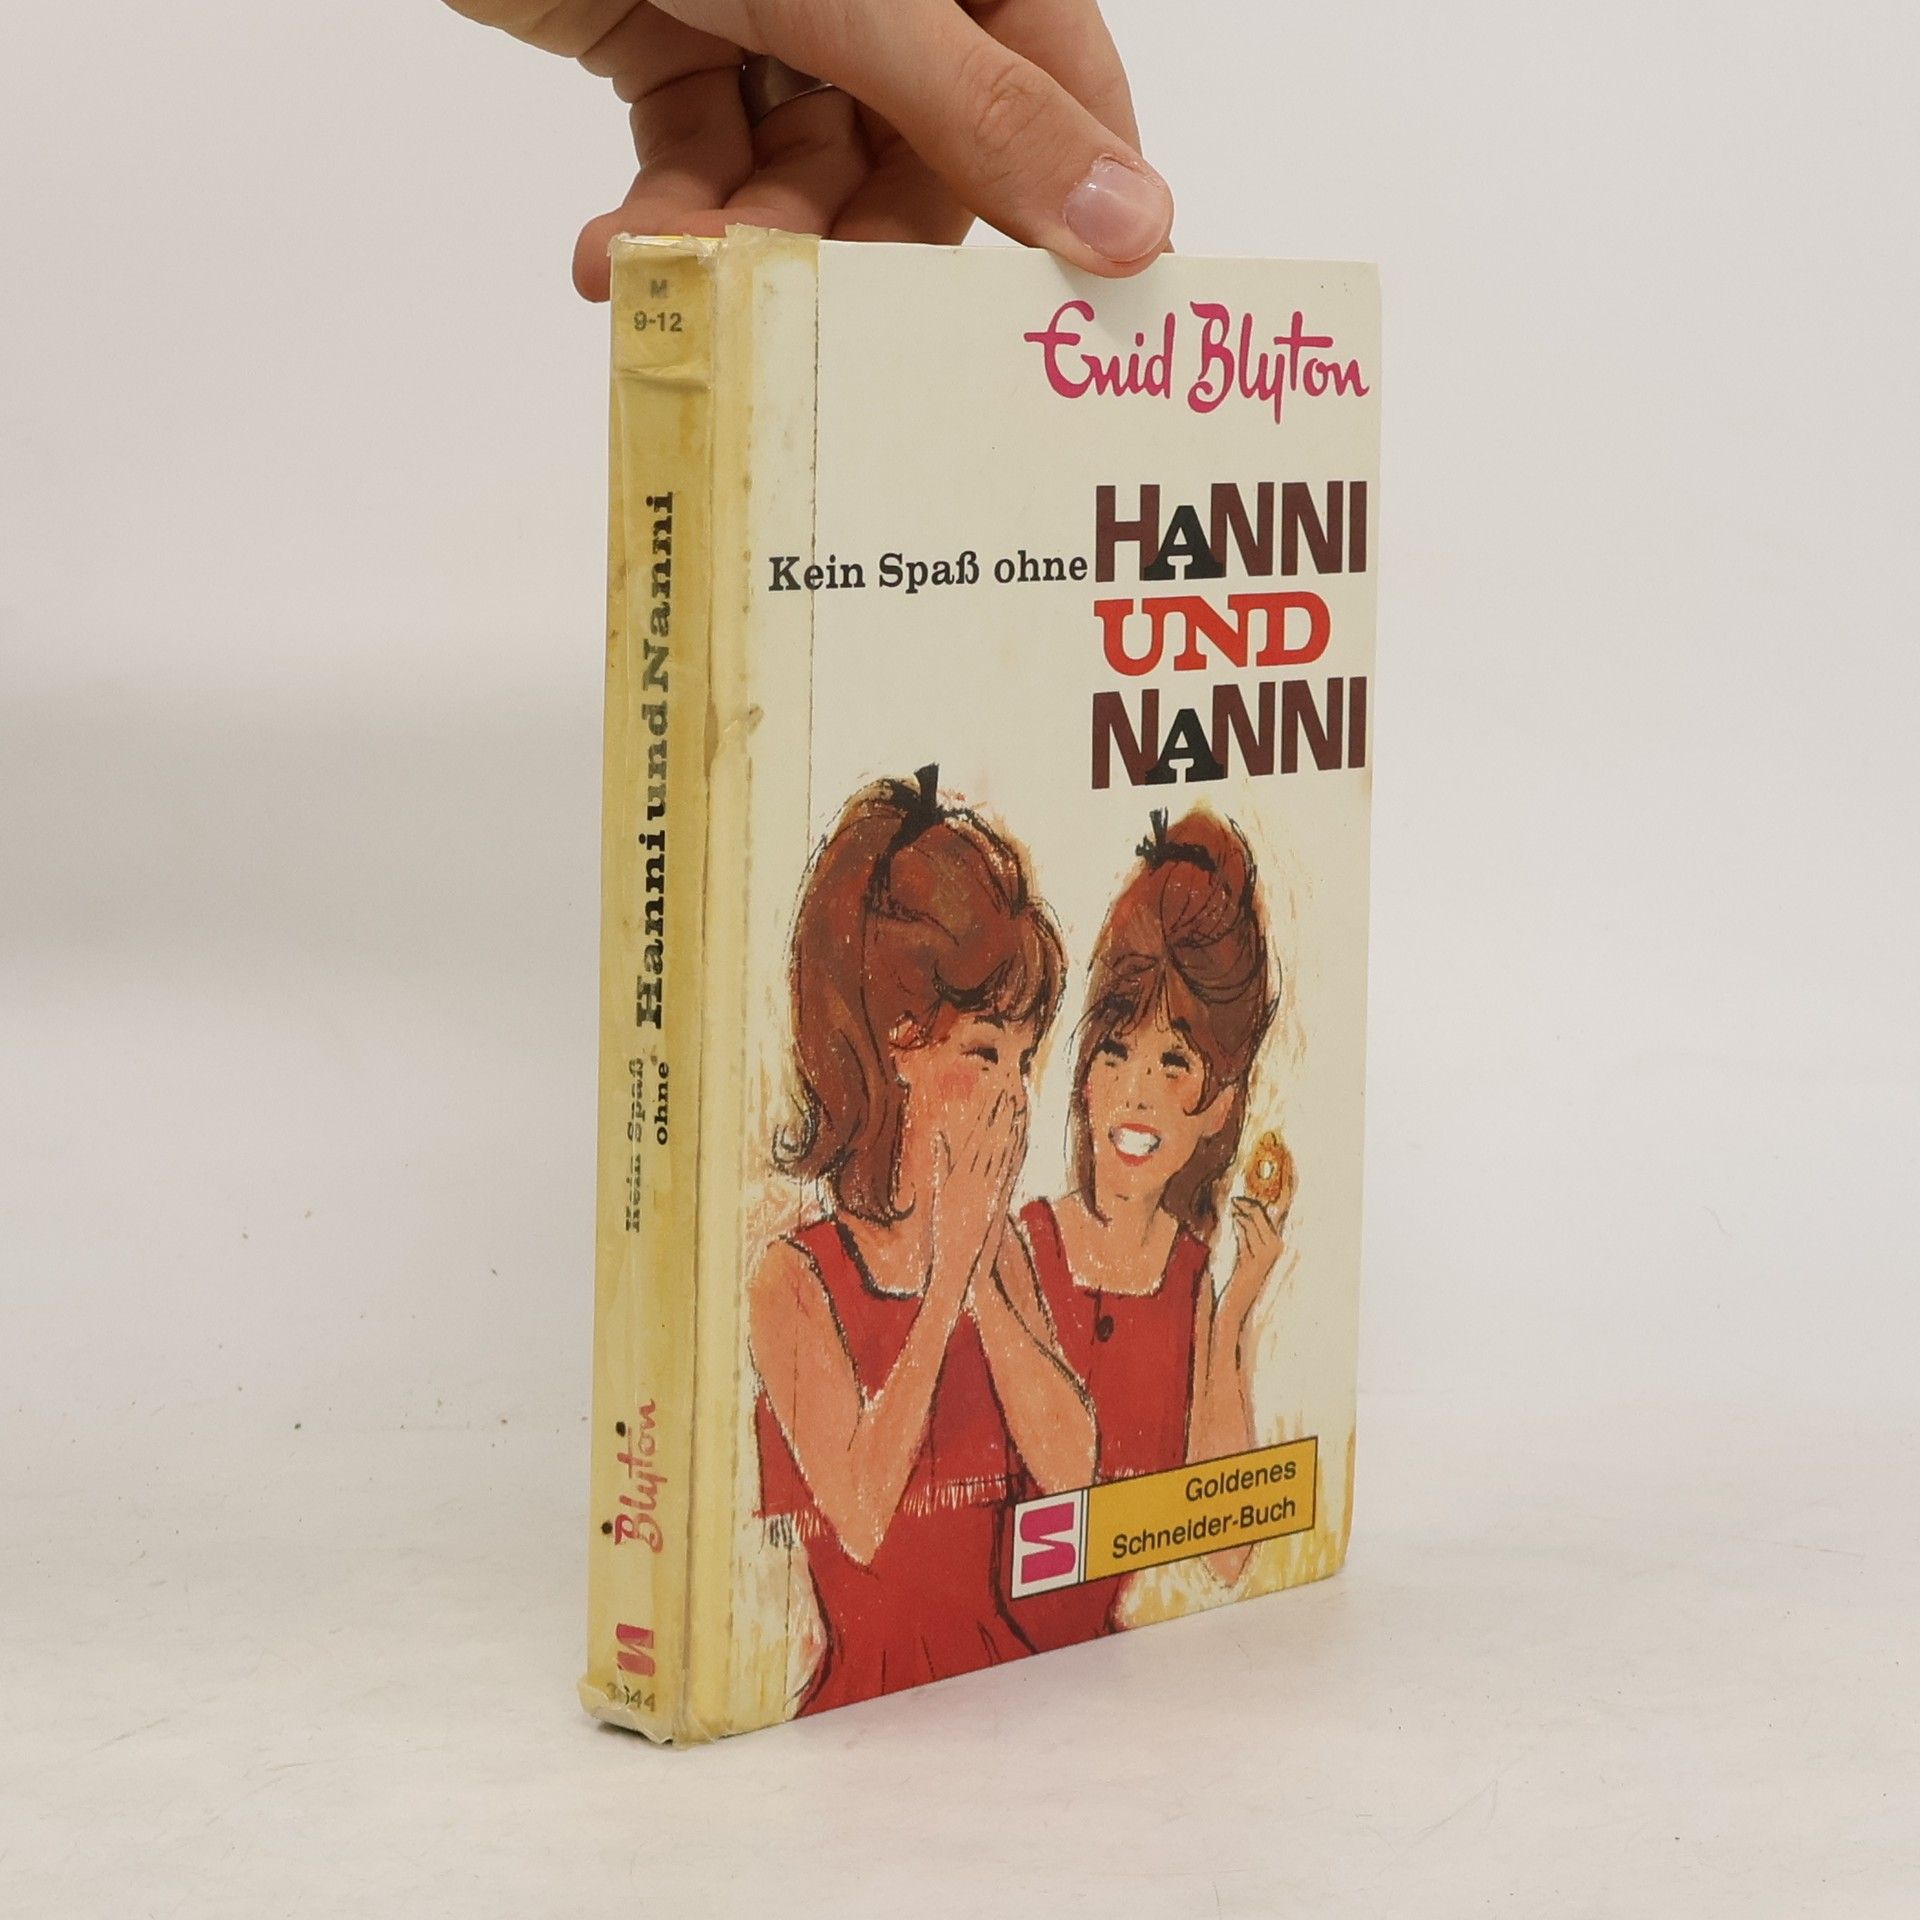 M
9-12
Kein Spaß
ohne
Hanni und Nanni
Blyton
3644
Enid Blyton
Kein Spaß ohne HANNI
UND
NANNI
Goldenes
Schneider-Buch